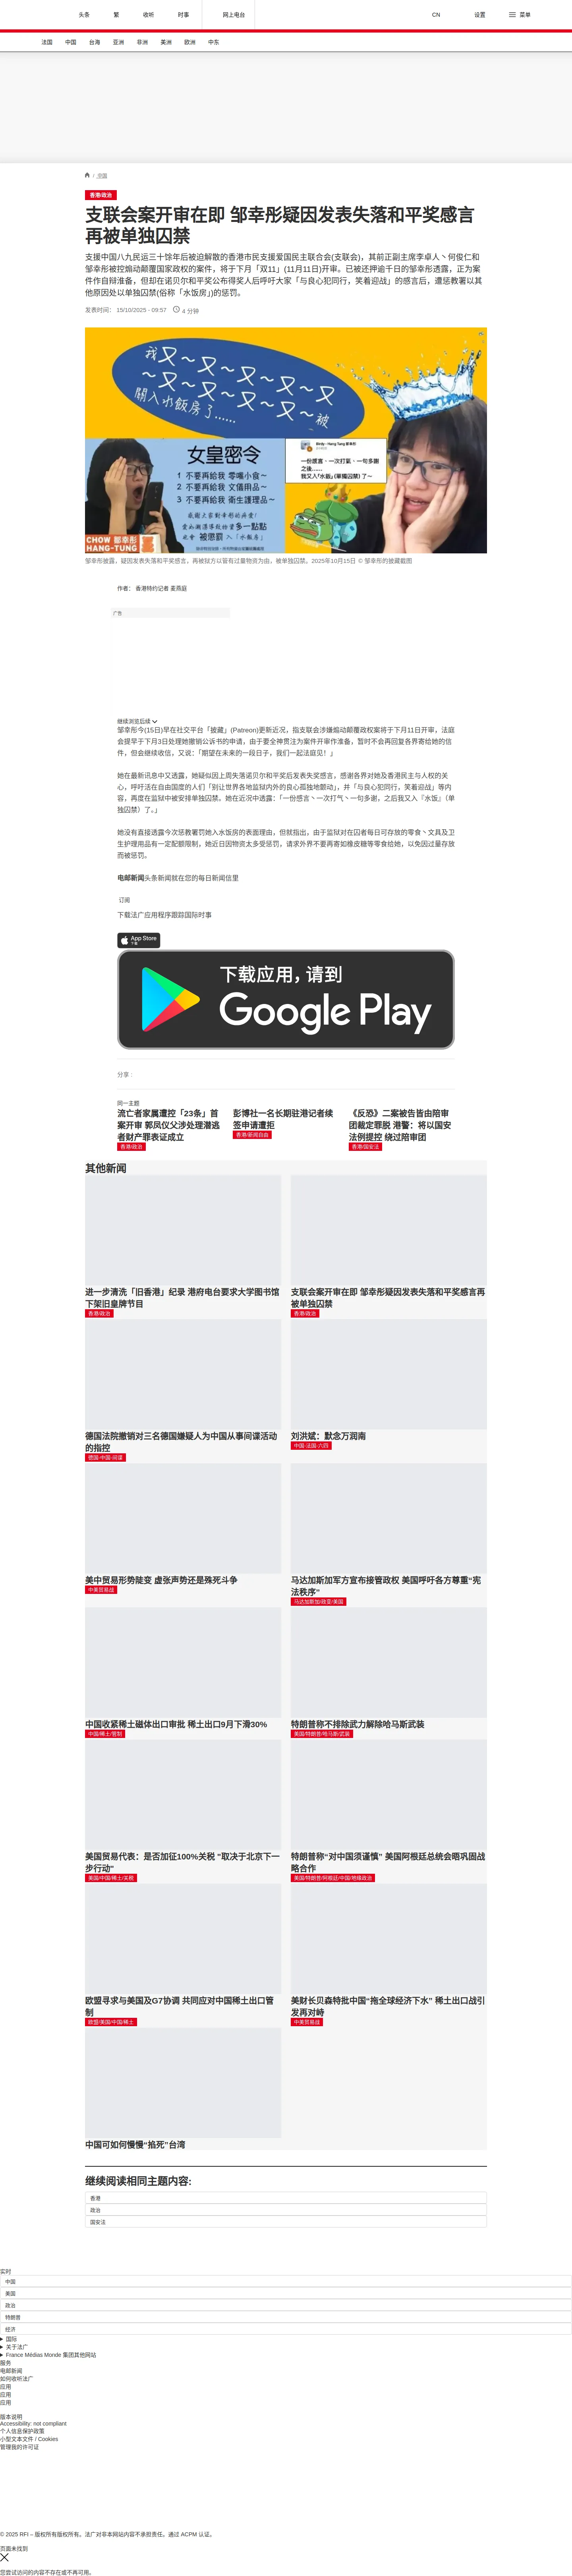 头条
繁
收听
时事
网上电台
CN
设置
菜单
法国
中国
台海
亚洲
非洲
美洲
欧洲
中东
/ 中国
香港/政治
支联会案开审在即 邹幸彤疑因发表失落和平奖感言
再被单独囚禁
支援中国八九民运三十馀年后被迫解散的香港市民支援爱国民主联合会(支联会)，其前正副主席李卓人丶何俊仁和
邹幸彤被控煽动颠覆国家政权的案件，将于下月「双11」(11月11日)开审。已被还押逾千日的邹幸彤透露，正为案
件作自辩淮备，但却在诺贝尔和平奖公布得奖人后呼吁大家「与良心犯同行，笑着迎战」的感言后，遭惩教署以其
他原因处以单独囚禁(俗称「水饭房」)的惩罚。
发表时间： 15/10/2025 - 09:57
4 分钟
又～又～又～又～我
～又～又～又～又～又
又～又～又～又～被
關入水飯房了......
女皇密令
1 不要再給我 零嘴小食～
2 不要再給我 文儀用品～
3 不要再給我 衛生護理品～
多一點點
被懲罰入「水飯房」
一份感言、一次打氣、一句多謝
之後......
我又入『水飯』（單獨囚禁）了～
CHOW 鄒幸彤
HANG-TUNG
邹幸彤披露，疑因发表失落和平奖感言，再被狱方以管有过量物资为由，被单独囚禁。2025年10月15日 © 邹幸彤的披藏截图
作者： 香港特约记者 麦燕庭
广告
继续浏览后续
邹幸彤今(15日)早在社交平台「披藏」(Patreon)更新近况，指支联会涉嫌煽动颠覆政权案将于下月11日开审，法庭
会提早于下月3日处理她撤销公诉书的申请，由于要全神贯注为案件开审作淮备，暂时不会再回复各界寄给她的信
件，但会继续收信，又说：「期望在未来的一段日子，我们一起法庭见！」
她在最新讯息中又透露，她疑似因上周失落诺贝尔和平奖后发表失奖感言，感谢各界对她及香港民主与人权的关
心，呼吁活在自由国度的人们「别让世界各地监狱内外的良心孤独地颤动」，并「与良心犯同行，笑着迎战」等内
容，再度在监狱中被安排单独囚禁。她在近况中透露：「一份感言丶一次打气丶一句多谢，之后我又入『水饭』（单
独囚禁）了。」
她没有直接透露今次惩教署罚她入水饭房的表面理由，但就指出，由于监狱对在囚者每日可存放的零食丶文具及卫
生护理用品有一定配额限制，她近日因物资太多受惩罚，请求外界不要再寄如橡皮糖等零食给她，以免因过量存放
而被惩罚。
电邮新闻头条新闻就在您的每日新闻信里
订阅
下载法广应用程序跟踪国际时事
App Store
下载
下载应用，请到
Google Play
分享 :
同一主题
流亡者家属遭控「23条」首
案开审 郭凤仪父涉处理潜逃
者财产罪表证成立
香港/政治
彭博社一名长期驻港记者续
签申请遭拒
香港/新闻自由
《反恐》二案被告皆由陪审
团裁定罪脱 港警：将以国安
法例提控 绕过陪审团
香港/国安法
其他新闻
进一步清洗「旧香港」纪录 港府电台要求大学图书馆
下架旧皇牌节目
香港/政治
支联会案开审在即 邹幸彤疑因发表失落和平奖感言再
被单独囚禁
香港/政治
德国法院撤销对三名德国嫌疑人为中国从事间谍活动
的指控
德国-中国-间谍
刘洪斌：默念万润南
中国-法国-六四
美中贸易形势陡变 虚张声势还是殊死斗争
中美贸易战
马达加斯加军方宣布接管政权 美国呼吁各方尊重“宪
法秩序”
马达加斯加/政变/美国
中国收紧稀土磁体出口审批 稀土出口9月下滑30%
中国/稀土/管制
特朗普称不排除武力解除哈马斯武装
美国/特朗普/哈马斯/武装
美国贸易代表：是否加征100%关税 "取决于北京下一
步行动"
美国/中国/稀土/关税
特朗普称“对中国须谨慎” 美国阿根廷总统会晤巩固战
略合作
美国/特朗普/阿根廷/中国/地缘政治
欧盟寻求与美国及G7协调 共同应对中国稀土出口管
制
欧盟/美国/中国/稀土
美财长贝森特批中国“拖全球经济下水” 稀土出口战引
发再对峙
中美贸易战
中国可如何慢慢“掐死”台湾
继续阅读相同主题内容:
香港
政治
国安法
实时
中国
美国
政治
特朗普
经济
国际
关于法广
France Médias Monde 集团其他网站
服务
电邮新闻
如何收听法广
应用
应用
应用
版本说明
Accessibility: not compliant
个人信息保护政策
小型文本文件 / Cookies
管理我的许可证
© 2025 RFI – 版权所有版权所有。法广对非本网站内容不承担责任。通过 ACPM 认证。
页面未找到
您尝试访问的内容不存在或不再可用。